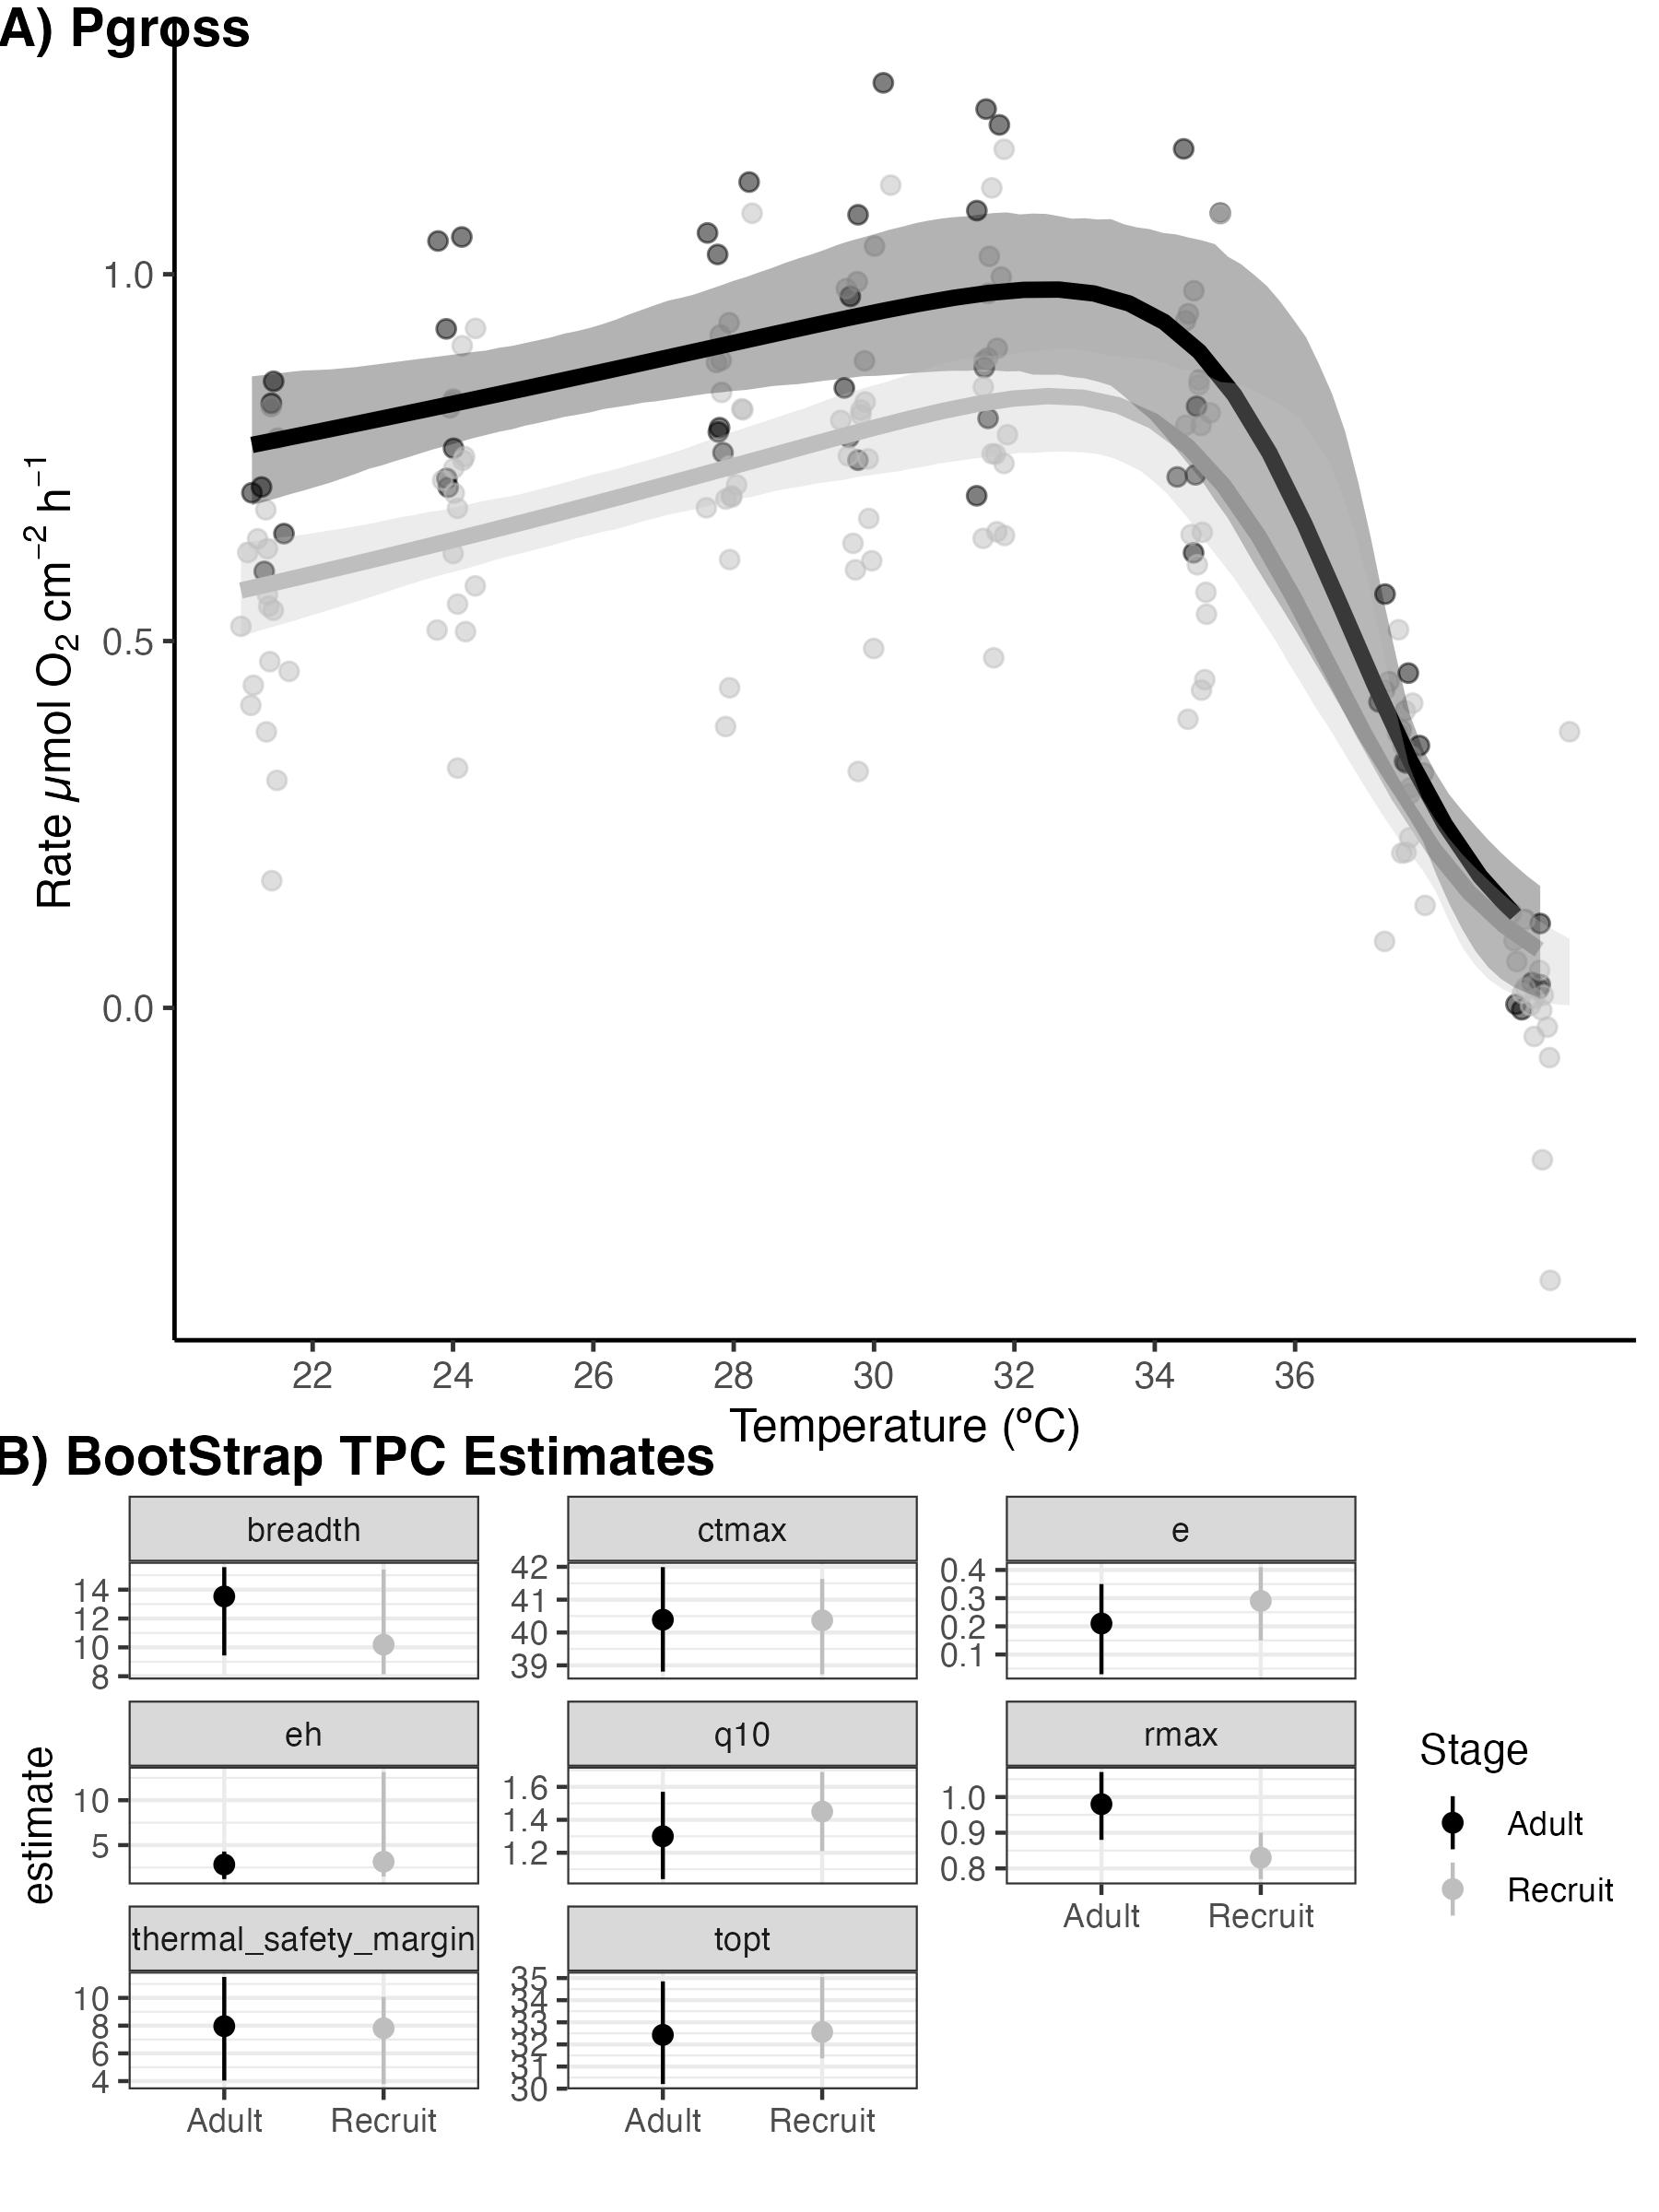 A) Pgross
1.0
0.5
0.0
Rate µmol O₂ cm⁻² h⁻¹
22 24 26 28 30 32 34 36
Temperature (ºC)
B) BootStrap TPC Estimates
breadth ctmax e
14 12 10 8
42 41 40 39
0.4 0.3 0.2 0.1
eh q10 rmax
10 5
1.6 1.4 1.2
1.0 0.9 0.8
Adult Recruit
thermal_safety_margin topt
10 8 6 4
35 34 33 32 31 30
Adult Recruit Adult Recruit
estimate
Stage
Adult
Recruit